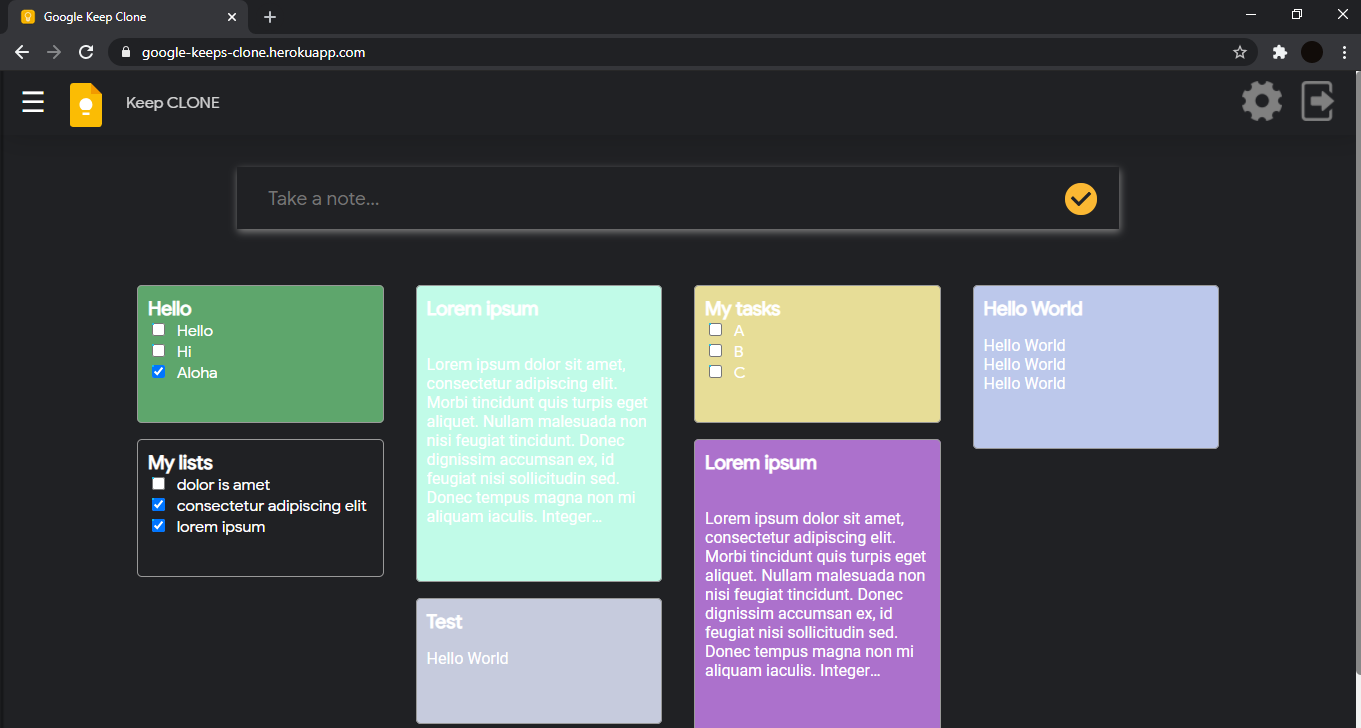 Google Keep Clone
google-keeps-clone.herokuapp.com
Keep CLONE
Take a note...
Hello
Hello
Hi
Aloha
My lists
dolor is amet
consectetur adipiscing elit
lorem ipsum
Lorem ipsum
Lorem ipsum dolor sit amet,
consectetur adipiscing elit.
Morbi tincidunt quis turpis eget
aliquet. Nullam malesuada non
nisi feugiat tincidunt. Donec
dignissim accumsan ex, id
feugiat nisi sollicitudin sed.
Donec tempus magna non mi
aliquam iaculis. Integer...
Test
Hello World
My tasks
A
B
C
Lorem ipsum
Lorem ipsum dolor sit amet,
consectetur adipiscing elit.
Morbi tincidunt quis turpis eget
aliquet. Nullam malesuada non
nisi feugiat tincidunt. Donec
dignissim accumsan ex, id
feugiat nisi sollicitudin sed.
Donec tempus magna non mi
aliquam iaculis. Integer...
Hello World
Hello World
Hello World
Hello World